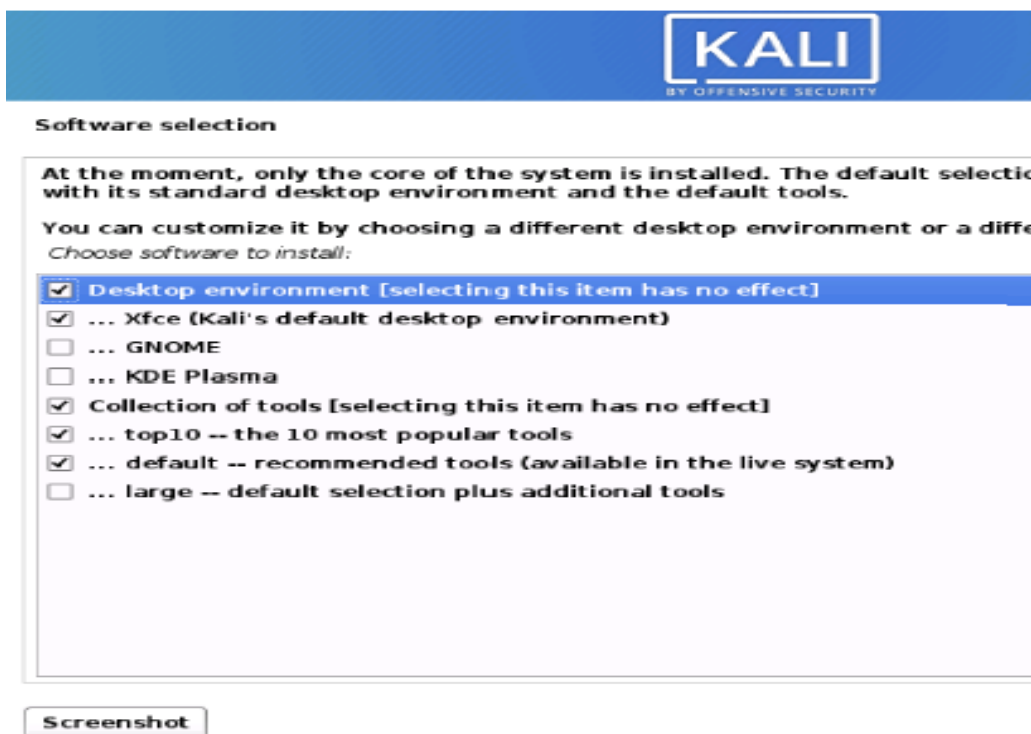 KALI
BY OFFENSIVE SECURITY
Software selection
At the moment, only the core of the system is installed. The default
with its standard desktop environment and the default tools.
You can customize it by choosing a different desktop environment or a
Choose software to install:
Desktop environment [selecting this item has no effect]
... Xfce (Kali's default desktop environment)
... GNOME
... KDE Plasma
Collection of tools [selecting this item has no effect]
... top10 -- the 10 most popular tools
... default -- recommended tools (available in the live system)
... large -- default selection plus additional tools
Screenshot